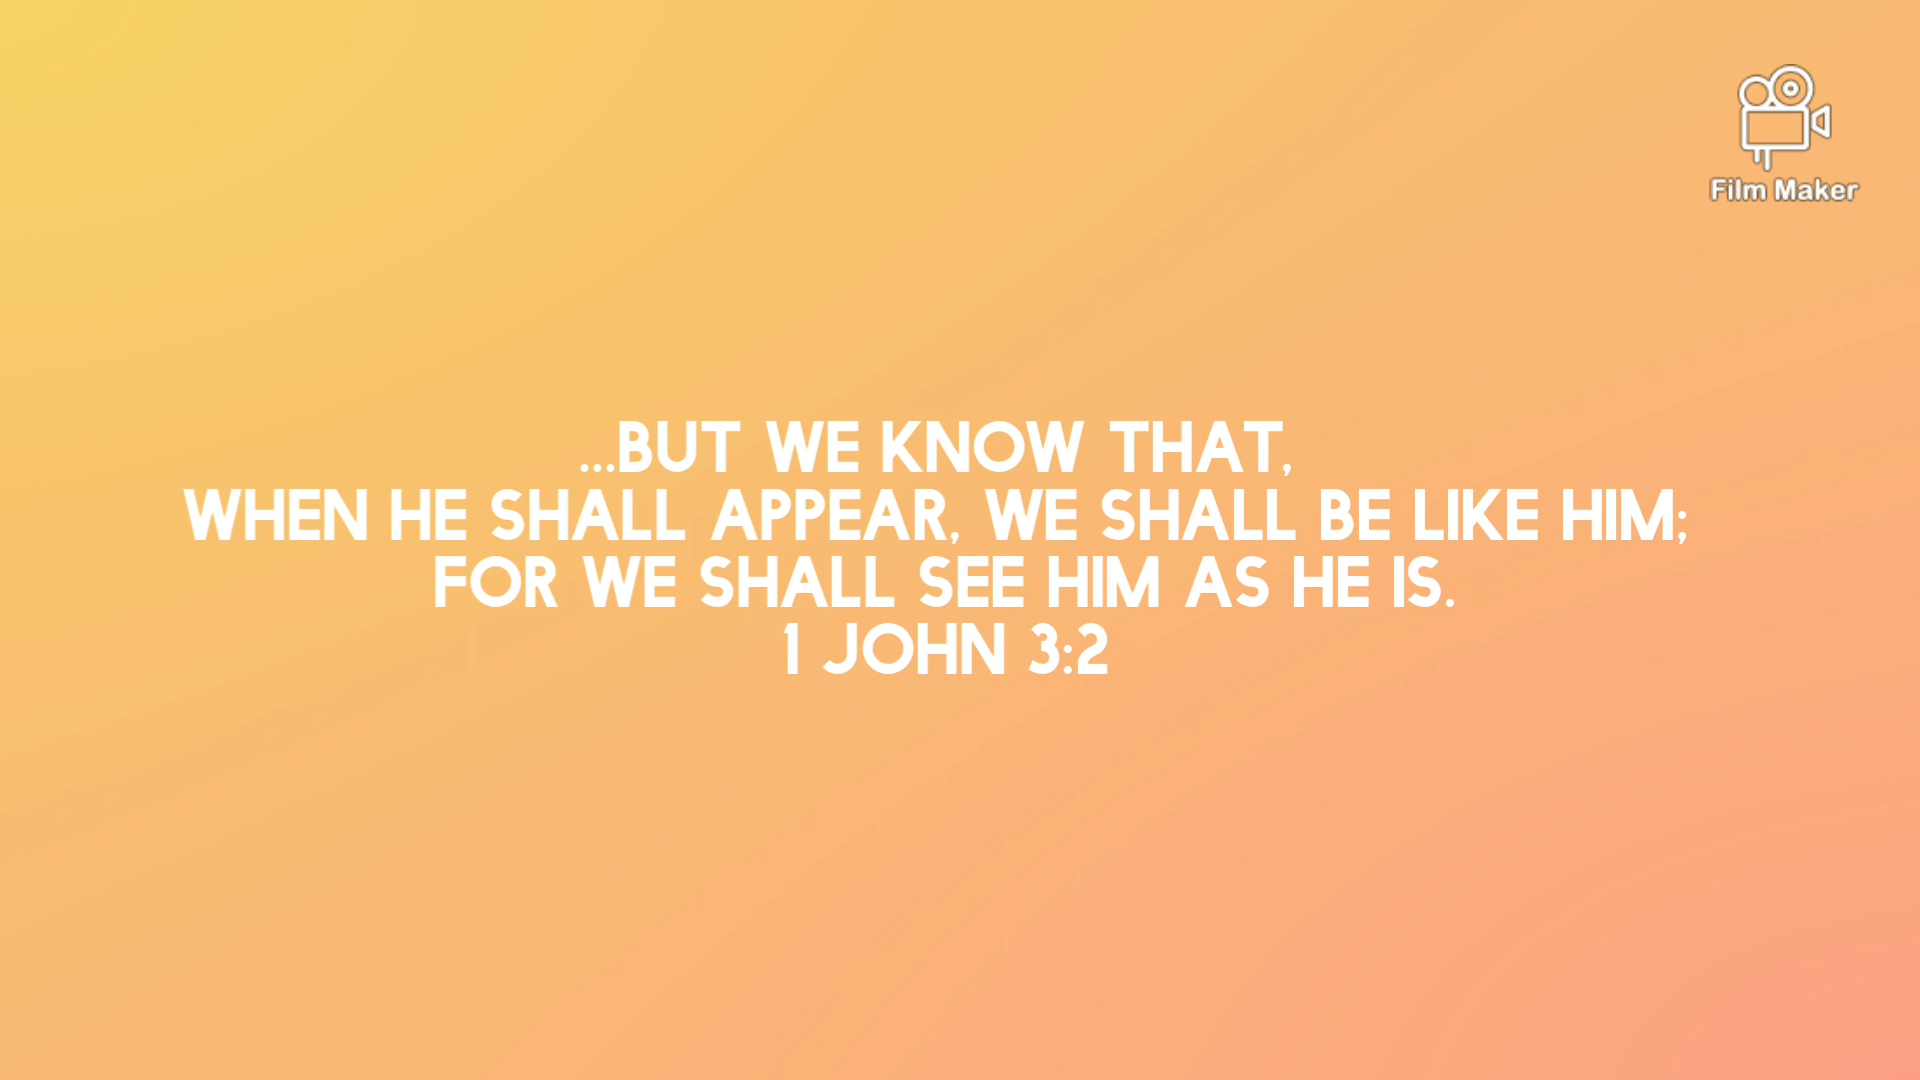 Film Maker
...BUT WE KNOW THAT,
WHEN HE SHALL APPEAR, WE SHALL BE LIKE HIM;
FOR WE SHALL SEE HIM AS HE IS.
1 JOHN 3:2